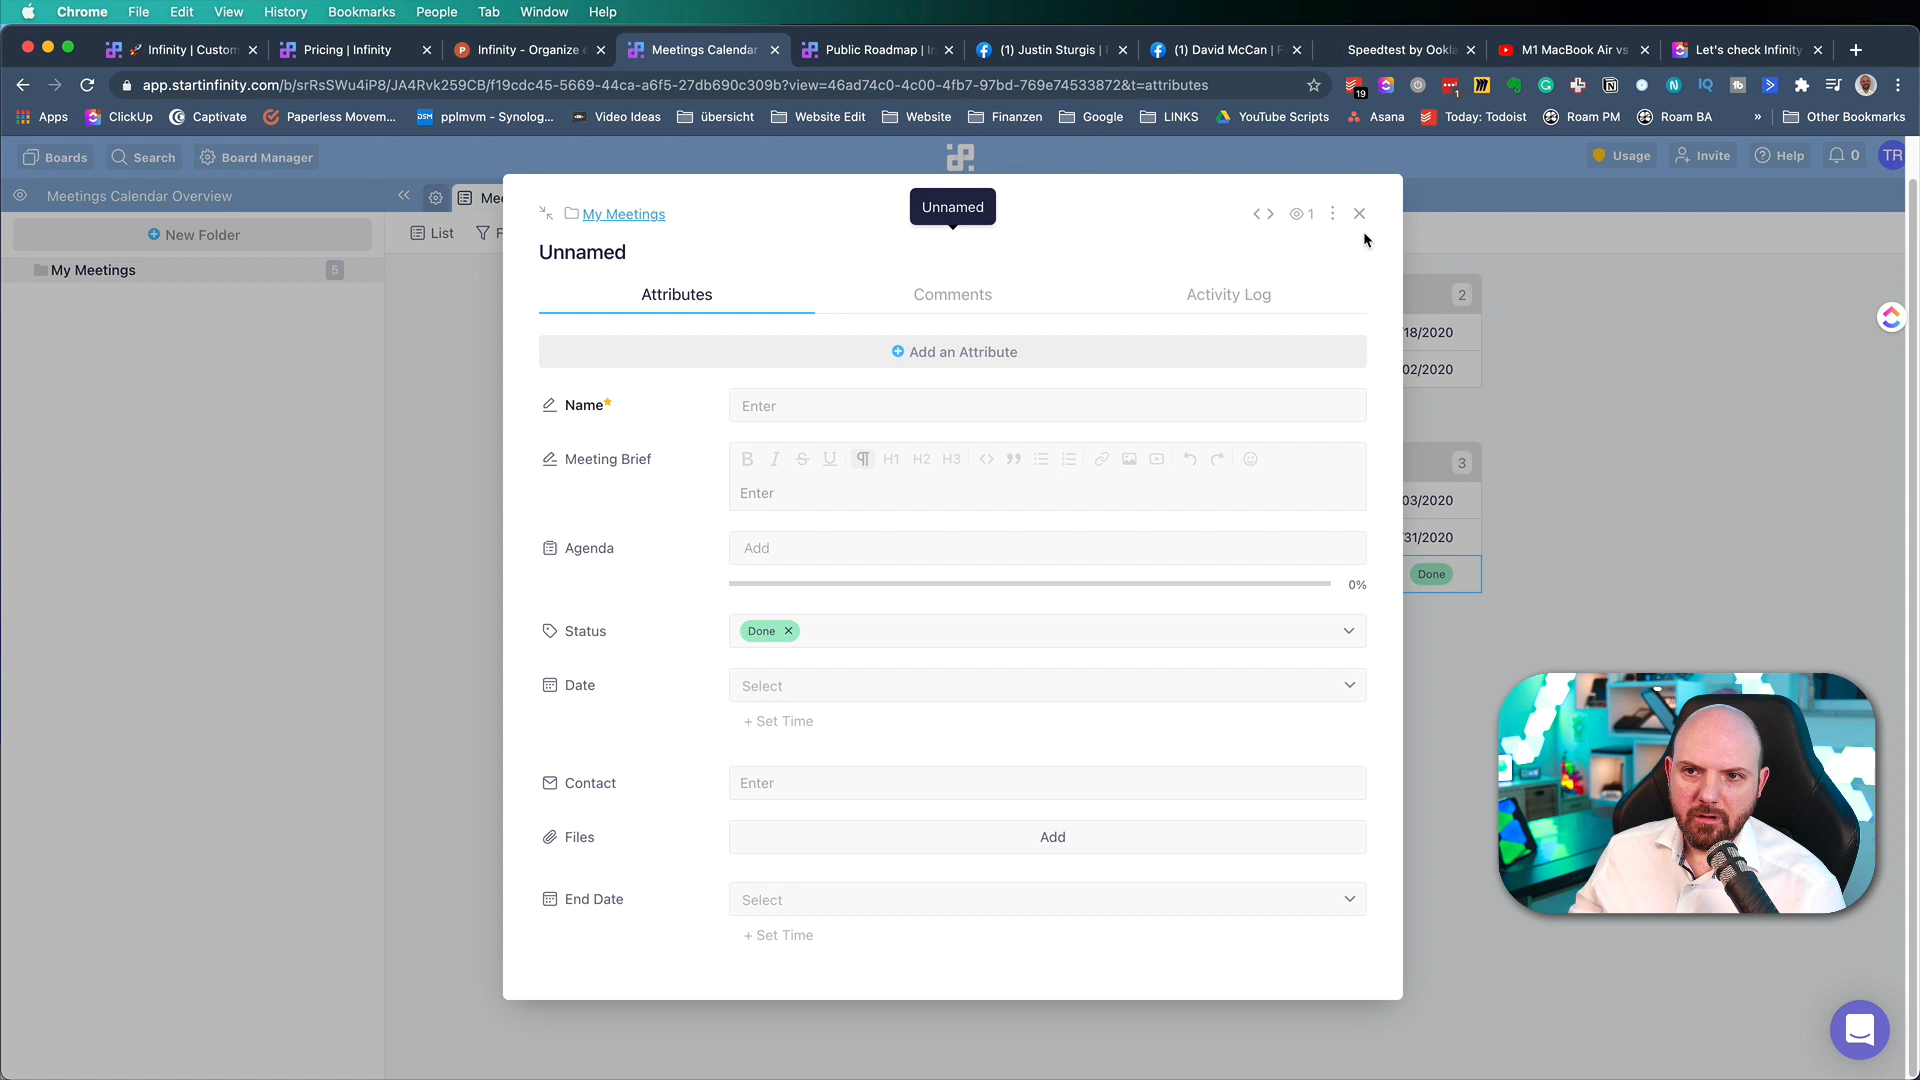 Chrome File Edit View History Bookmarks People Tab Window Help
Infinity | Custom Pricing | Infinity Infinity - Organize e Meetings Calendar Public Roadmap | In (1) Justin Sturgis | F (1) David McCan | F Speedtest by Ookla M1 MacBook Air vs Let's check Infinity
app.startinfinity.com/b/srRsSWu4iP8/JA4Rvk259CB/f19cdc45-5669-44ca-a6f5-27db690c309b?view=46ad74c0-4c00-4fb7-97bd-769e74533872&t=attributes
19 1
Apps ClickUp Captivate Paperless Movem... DSM pplmvm - Synolog... Video Ideas übersicht Website Edit Website Finanzen Google LINKS YouTube Scripts Asana Today: Todoist Roam PM Roam BA » Other Bookmarks
Boards Search Board Manager Usage Invite Help 0 TR
Meetings Calendar Overview Mee
New Folder List F
My Meetings 5
My Meetings Unnamed 1
Unnamed
Attributes Comments Activity Log
Add an Attribute
Name Enter
Meeting Brief B I S U ¶ H1 H2 H3
Enter
Agenda Add
0%
Status Done
Date Select
+ Set Time
Contact Enter
Files Add
End Date Select
+ Set Time
2
/18/2020
02/2020
3
03/2020
/31/2020
Done